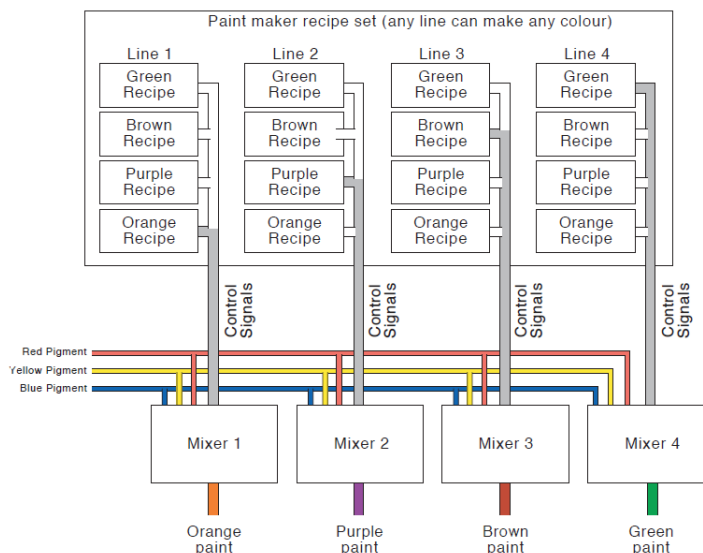 Paint maker recipe set (any line can make any colour)
Line 1
Line 2
Line 3
Line 4
Green
Recipe
Green
Recipe
Green
Recipe
Green
Recipe
Brown
Recipe
Brown
Recipe
Brown
Recipe
Brown
Recipe
Purple
Recipe
Purple
Recipe
Purple
Recipe
Purple
Recipe
Orange
Recipe
Orange
Recipe
Orange
Recipe
Orange
Recipe
Control
Signals
Control
Signals
Control
Signals
Control
Signals
Red Pigment
Yellow Pigment
Blue Pigment
Mixer 1
Mixer 2
Mixer 3
Mixer 4
Orange
paint
Purple
paint
Brown
paint
Green
paint